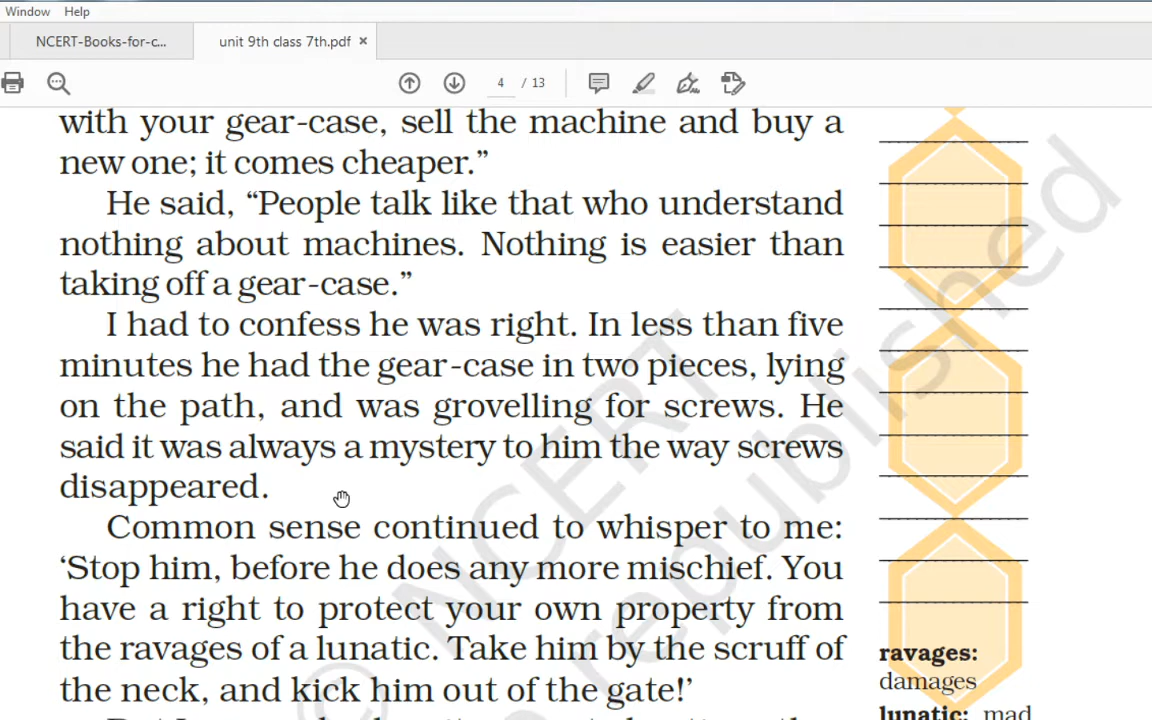 Window Help
NCERT-Books-for-c... unit 9th class 7th.pdf ×
4 / 13
with your gear-case, sell the machine and buy a
new one; it comes cheaper.”
He said, “People talk like that who understand
nothing about machines. Nothing is easier than
taking off a gear-case.”
I had to confess he was right. In less than five
minutes he had the gear-case in two pieces, lying
on the path, and was grovelling for screws. He
said it was always a mystery to him the way screws
disappeared.
Common sense continued to whisper to me:
‘Stop him, before he does any more mischief. You
have a right to protect your own property from
the ravages of a lunatic. Take him by the scruff of
the neck, and kick him out of the gate!’
ravages:
damages
lunatic: mad
© NCERT
republished